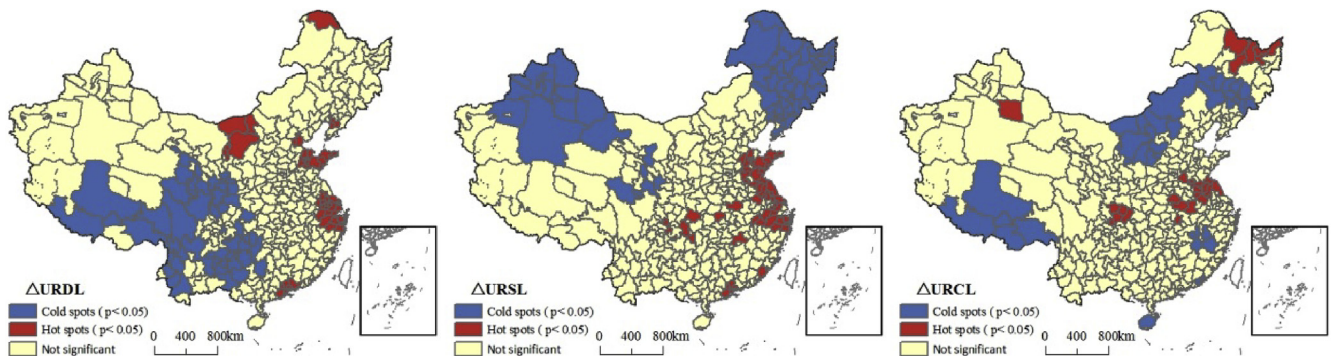 △URDL
Cold spots ( p< 0.05)
Hot spots ( p< 0.05)
Not significant
0 400 800km
△URSL
Cold spots ( p< 0.05)
Hot spots ( p< 0.05)
Not significant
0 400 800km
△URCL
Cold spots ( p< 0.05)
Hot spots ( p< 0.05)
Not significant
0 400 800km